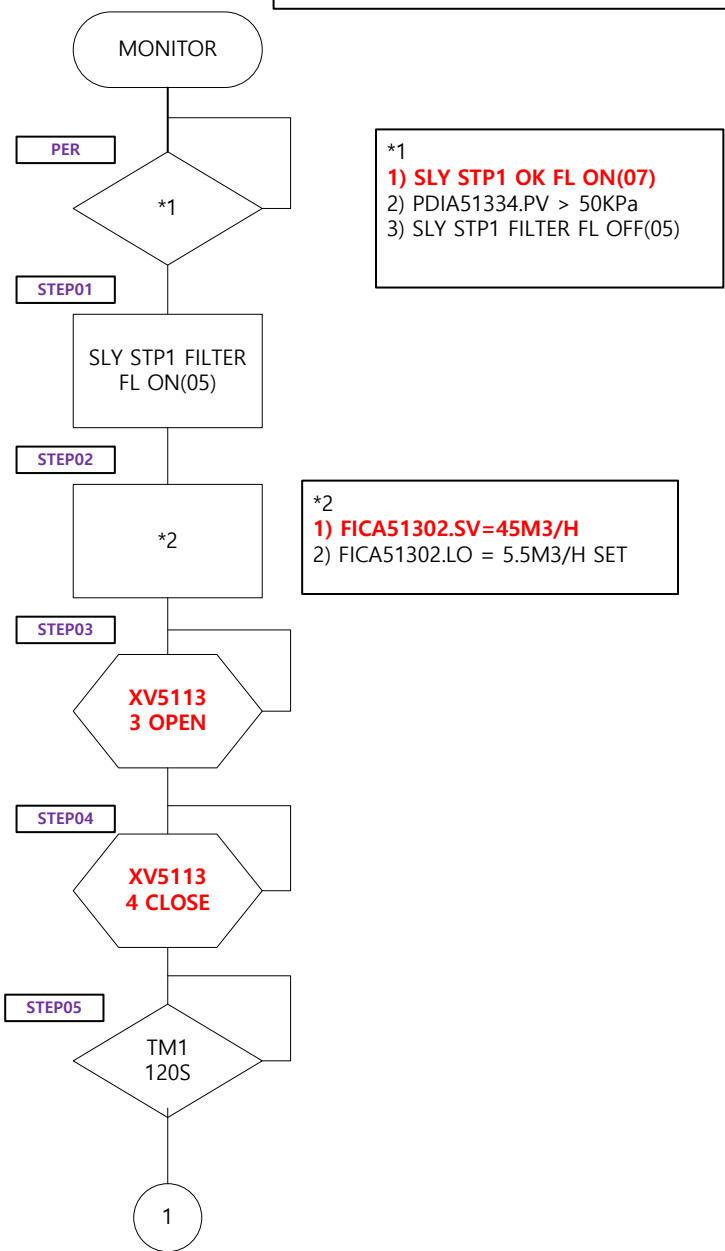 MONITOR
PER
*1
*1
1) SLY STP1 OK FL ON(07)
2) PDIA51334.PV > 50KPa
3) SLY STP1 FILTER FL OFF(05)
STEP01
SLY STP1 FILTER
FL ON(05)
STEP02
*2
*2
1) FICA51302.SV=45M3/H
2) FICA51302.LO = 5.5M3/H SET
STEP03
XV5113
3 OPEN
STEP04
XV5113
4 CLOSE
STEP05
TM1
120S
1